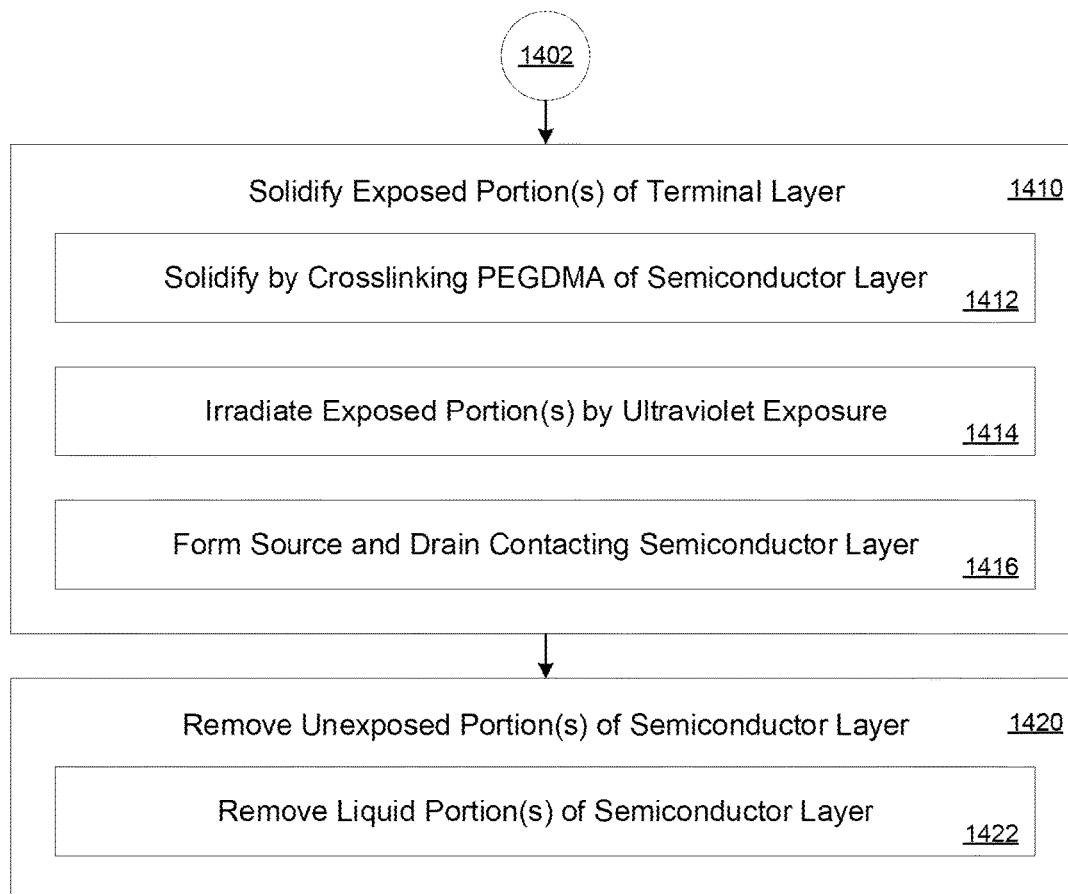 1402
Solidify Exposed Portion(s) of Terminal Layer
1410
Solidify by Crosslinking PEGDMA of Semiconductor Layer
1412
Irradiate Exposed Portion(s) by Ultraviolet Exposure
1414
Form Source and Drain Contacting Semiconductor Layer
1416
Remove Unexposed Portion(s) of Semiconductor Layer
1420
Remove Liquid Portion(s) of Semiconductor Layer
1422